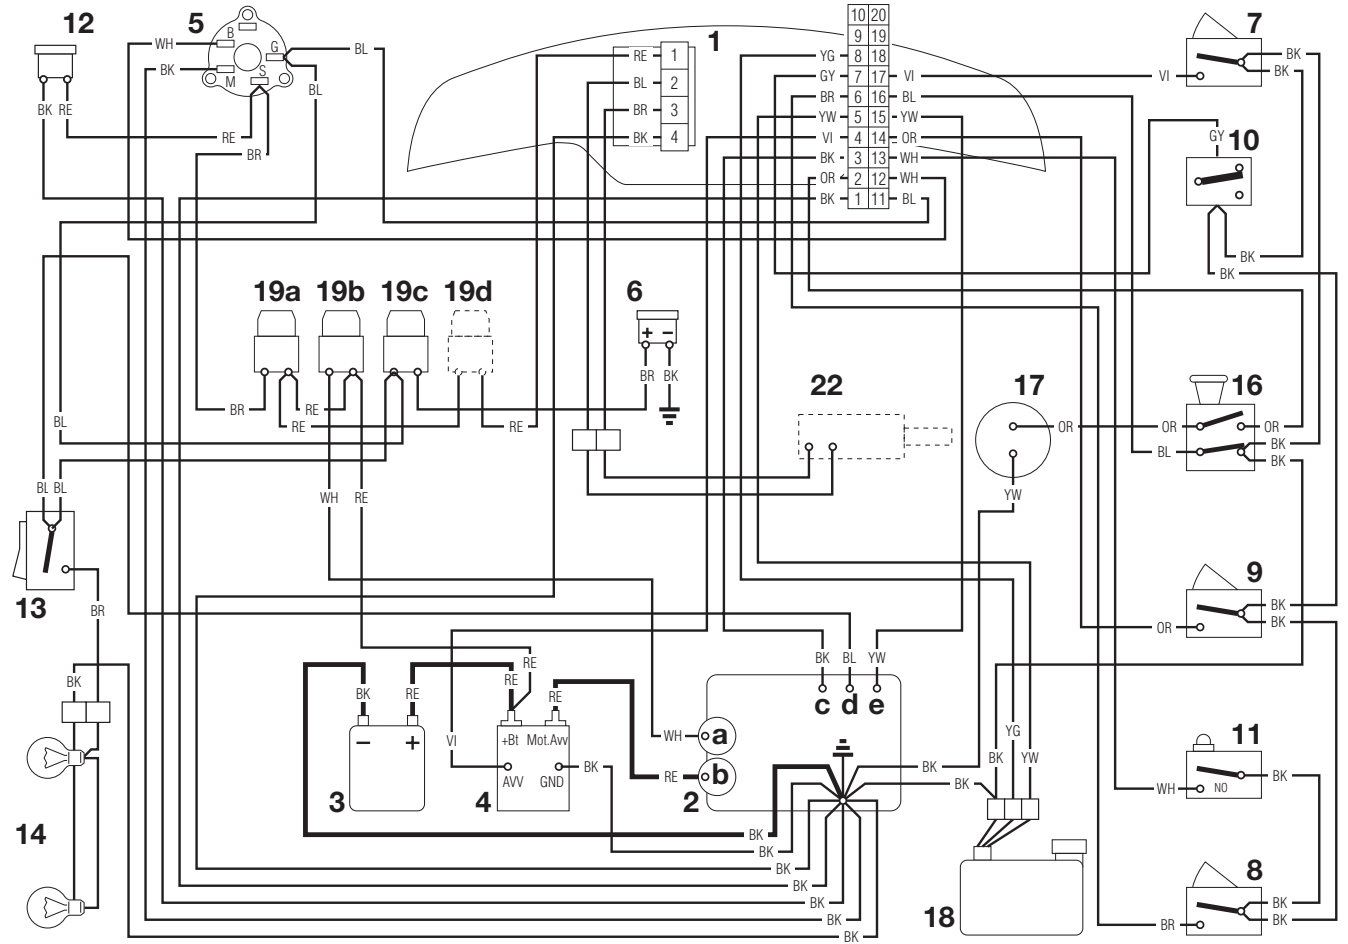 12
5
1
7
10
6
19a
19b
19c
19d
22
17
16
9
13
11
14
3
4
2
18
8
B
G
M
S
WH
BK
BL
BL
BK
RE
RE
BR
RE
1
BL
2
BR
3
BK
4
10
20
9
19
YG
8
18
GY
7
17
VI
BR
6
16
BL
YW
5
15
YW
VI
4
14
OR
BK
3
13
WH
OR
2
12
WH
BK
1
11
BL
VI
BK
BK
GY
BK
BK
+
−
BR
BK
BR
RE
RE
RE
BL
OR
OR
OR
BL
BK
BK
BL
BL
WH
RE
YW
BR
BK
BK
OR
BK
BL
YW
RE
RE
BK
RE
RE
BK
c
d
e
−
+
+Bt
Mot.Avv
AVV
GND
VI
BK
WH
a
RE
b
BK
BK
BK
YG
YW
WH
NO
BK
BK
BK
BK
BK
BK
BK
BK
BR
BK
BK